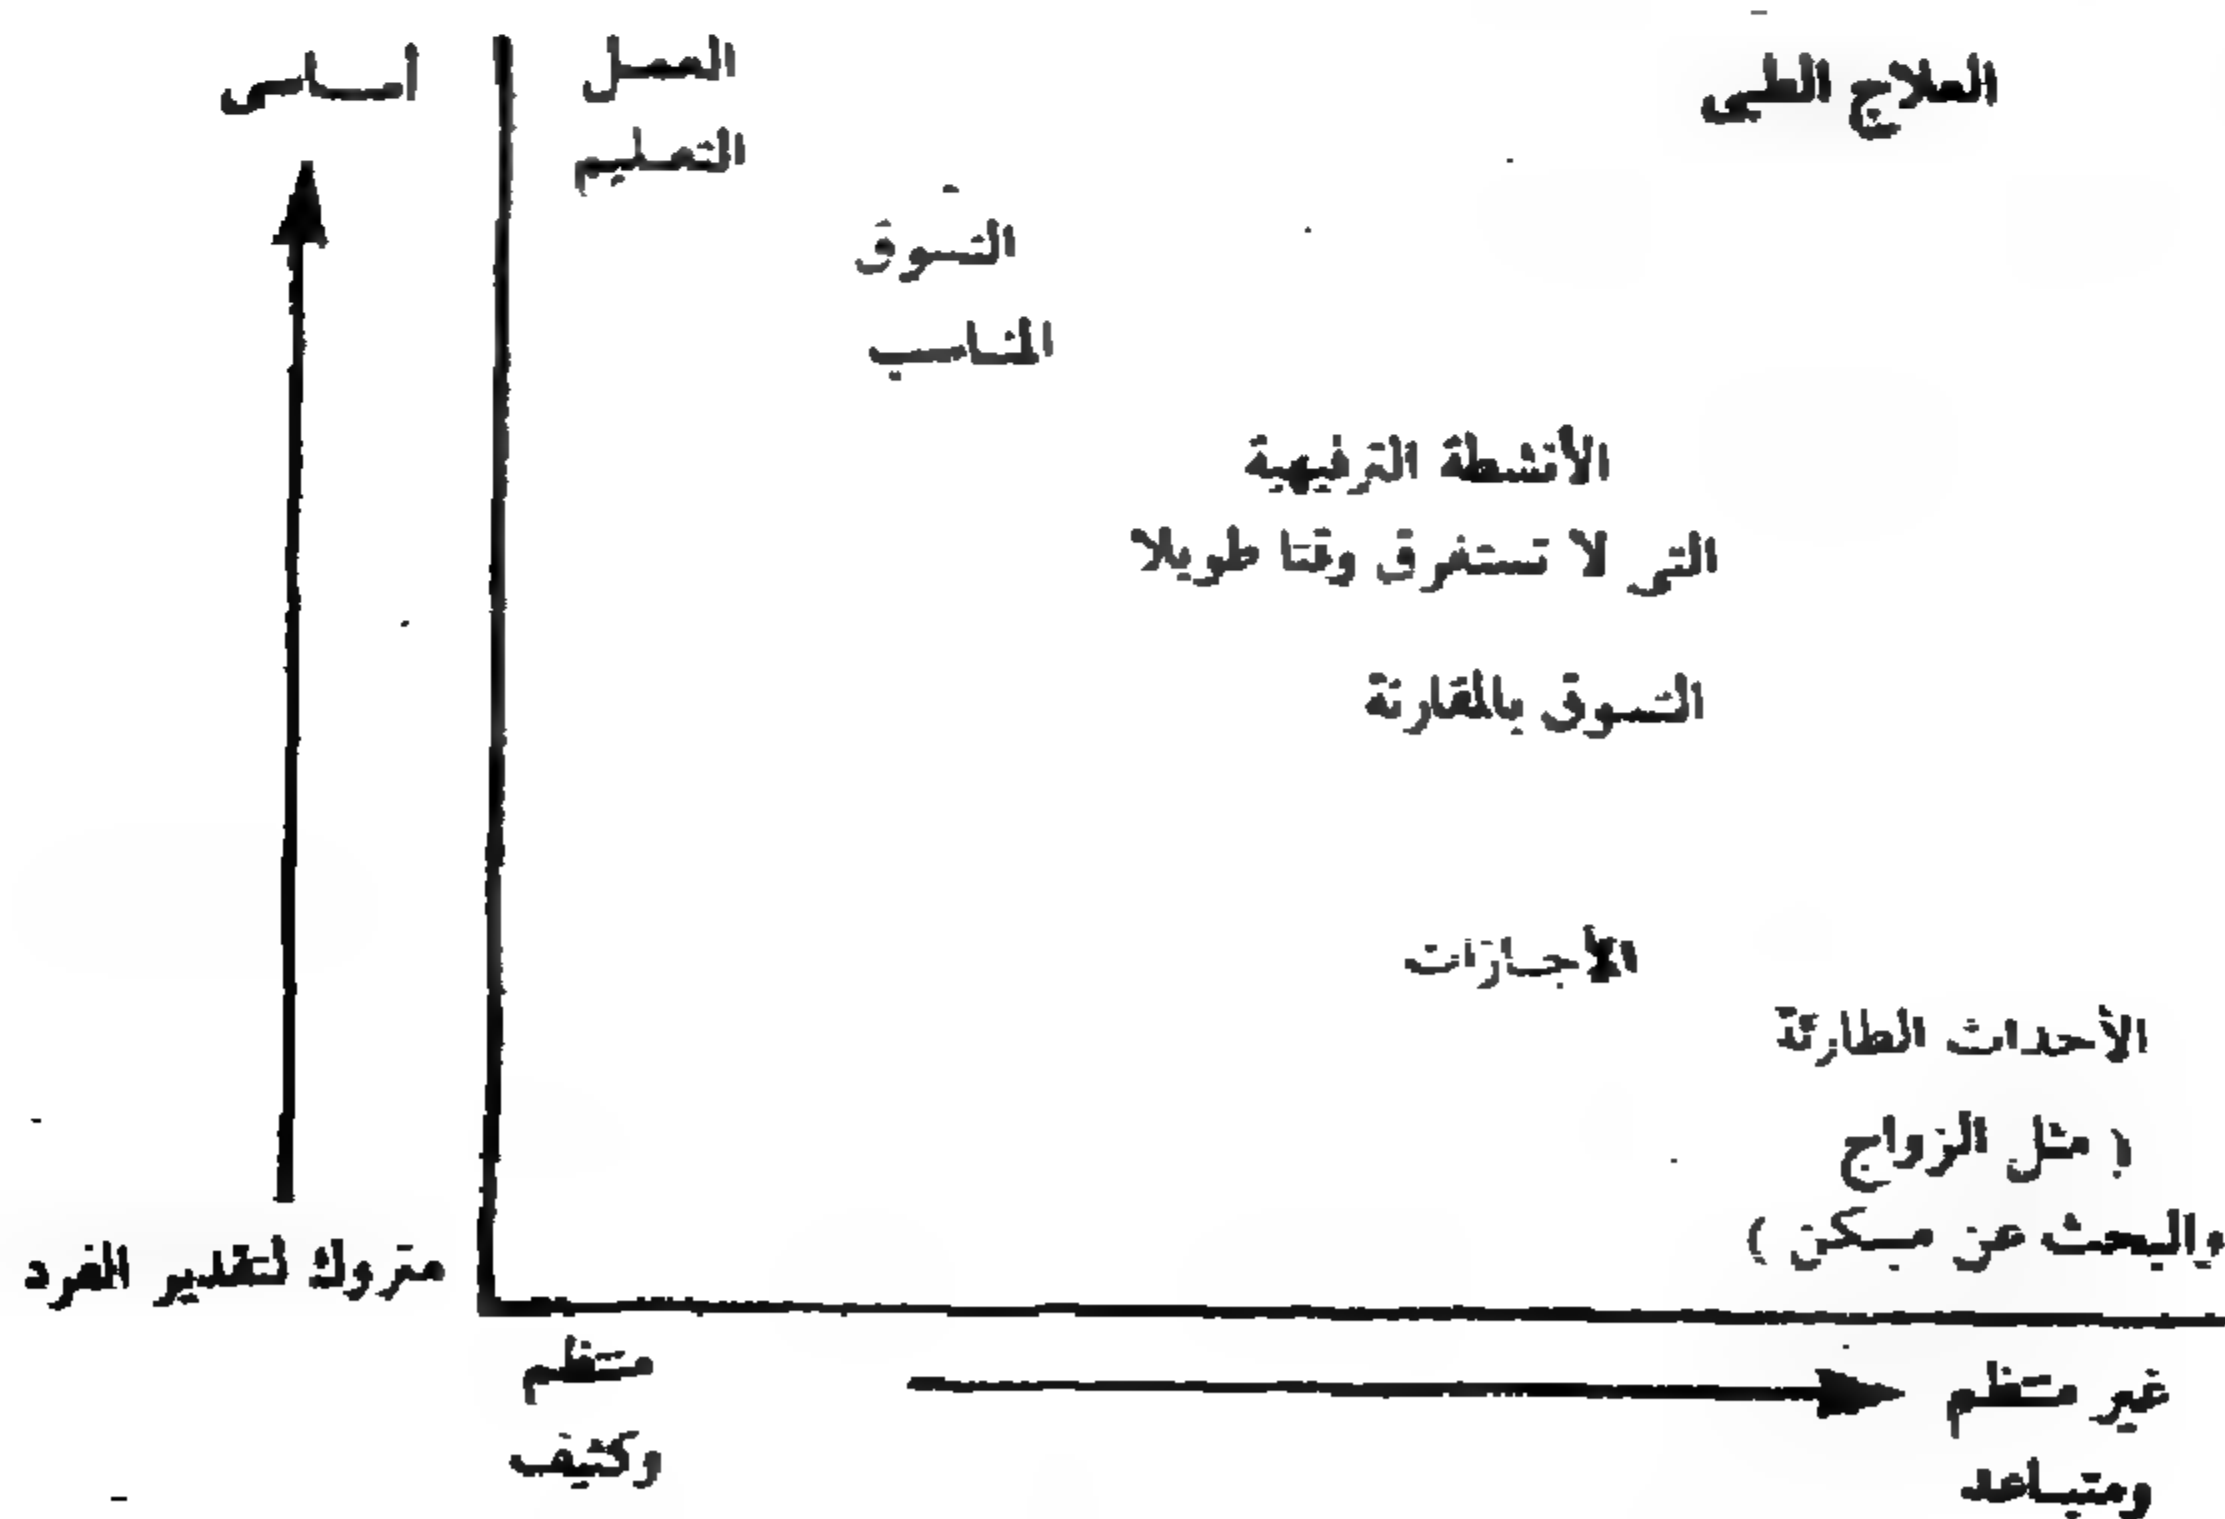 أساسى
العمل
التعليم
العلاج الطبى
التسوق
المناسب
الأنشطة الترفيهية
التى لا تستغرق وقتا طويلا
التسوق بالمقارنة
الأجازات
الأحداث الطارئة
( مثل الزواج
والبحث عن مسكن )
متروك لتقدير الفرد
منتظم
وكثيف
غير منتظم
ومتباعد